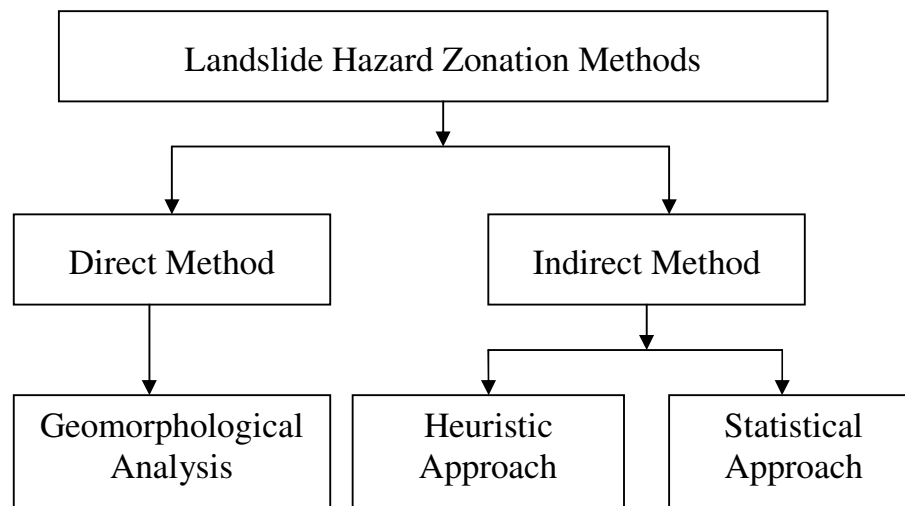 Landslide Hazard Zonation Methods
Direct Method
Indirect Method
Geomorphological
Analysis
Heuristic
Approach
Statistical
Approach